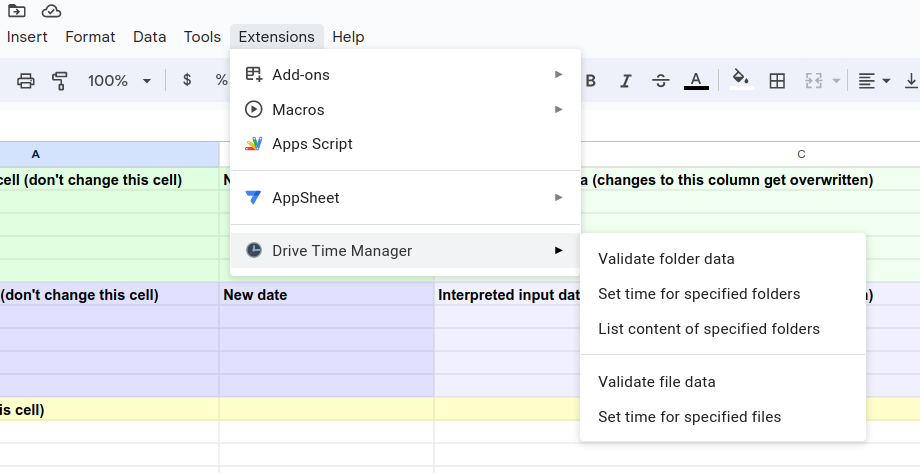 Insert Format Data Tools Extensions Help
100% $ % B I S A
Add-ons
Macros
Apps Script
AppSheet
Drive Time Manager
Validate folder data
Set time for specified folders
List content of specified folders
Validate file data
Set time for specified files
A C
cell (don't change this cell) N a (changes to this column get overwritten)
(don't change this cell) New date Interpreted input dat )
is cell)